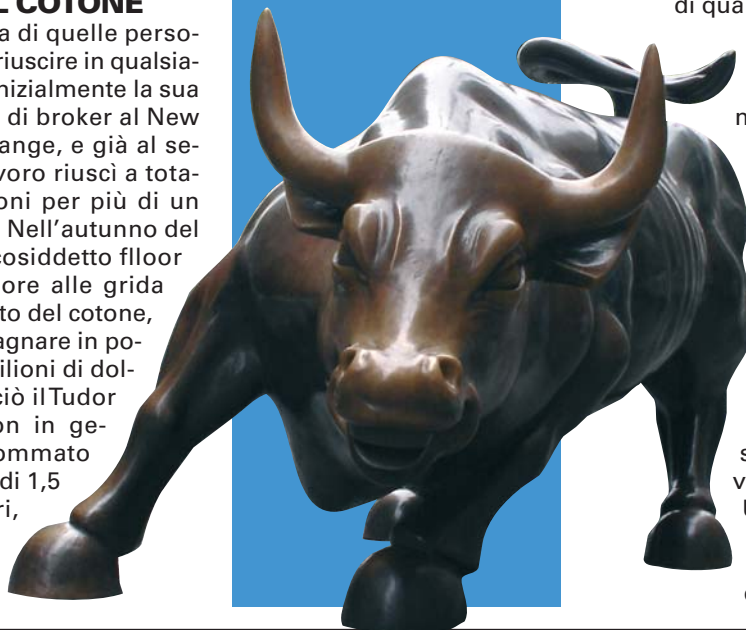 L COTONE
a di quelle perso-
riuscire in qualsia-
nizialmente la sua
di broker al New
ange, e già al se-
voro riuscì a tota-
oni per più di un
Nell'autunno del
cosiddetto flloor
ore alle grida
to del cotone,
agnare in po-
ilioni di dol-
ciò il Tudor
on in ge-
ommato
di 1,5
ri,
di qua
n
s
v